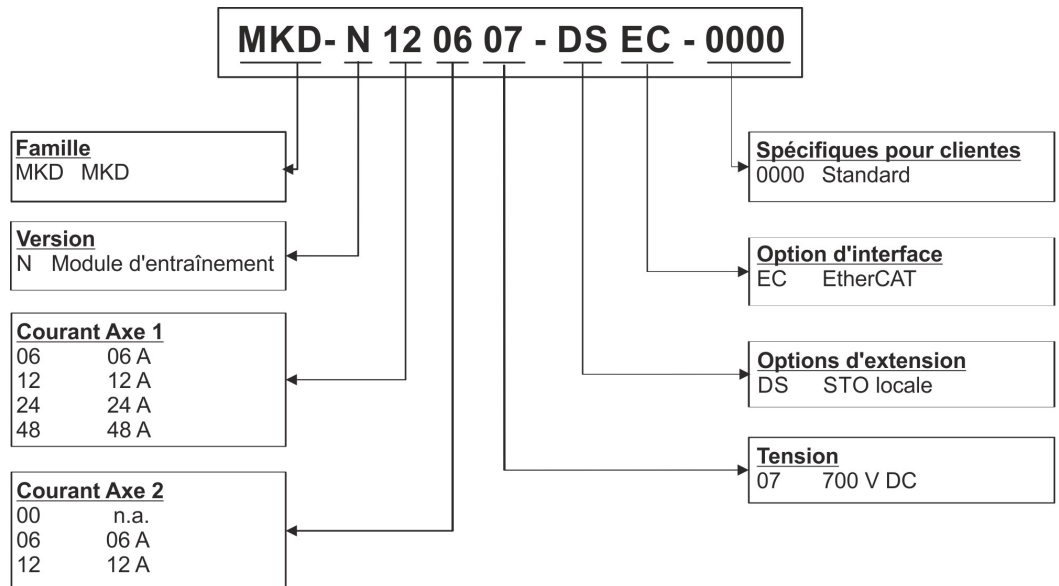 MKD- N 12 06 07 - DS EC - 0000
Famille
MKD MKD
Version
N Module d'entraînement
Courant Axe 1
06 06 A
12 12 A
24 24 A
48 48 A
Courant Axe 2
00 n.a.
06 06 A
12 12 A
Spécifiques pour clientes
0000 Standard
Option d'interface
EC EtherCAT
Options d'extension
DS STO locale
Tension
07 700 V DC